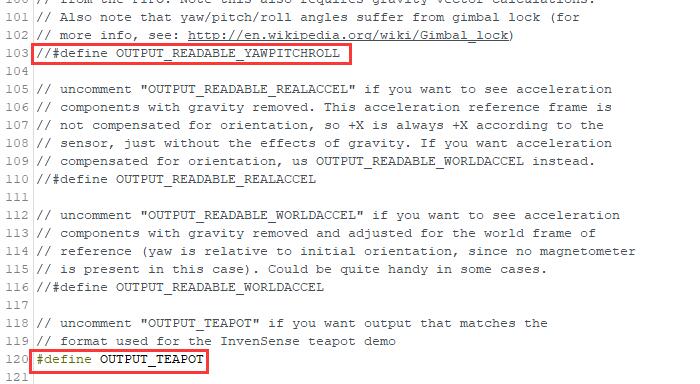 100 // from the FIFO. Note this also requires gravity vector calculations.
101 // Also note that yaw/pitch/roll angles suffer from gimbal lock (for
102 // more info, see: http://en.wikipedia.org/wiki/Gimbal_lock)
103 //#define OUTPUT_READABLE_YAWPITCHROLL
104
105 // uncomment "OUTPUT_READABLE_REALACCEL" if you want to see acceleration
106 // components with gravity removed. This acceleration reference frame is
107 // not compensated for orientation, so +X is always +X according to the
108 // sensor, just without the effects of gravity. If you want acceleration
109 // compensated for orientation, us OUTPUT_READABLE_WORLDACCEL instead.
110 //#define OUTPUT_READABLE_REALACCEL
111
112 // uncomment "OUTPUT_READABLE_WORLDACCEL" if you want to see acceleration
113 // components with gravity removed and adjusted for the world frame of
114 // reference (yaw is relative to initial orientation, since no magnetometer
115 // is present in this case). Could be quite handy in some cases.
116 //#define OUTPUT_READABLE_WORLDACCEL
117
118 // uncomment "OUTPUT_TEAPOT" if you want output that matches the
119 // format used for the InvenSense teapot demo
120 #define OUTPUT_TEAPOT
121